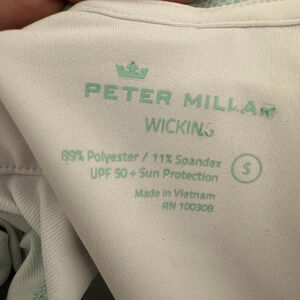 PETER MILLAR
WICKING
89% Polyester / 11% Spandex
UPF 50+ Sun Protection
S
Made in Vietnam
RN 100308